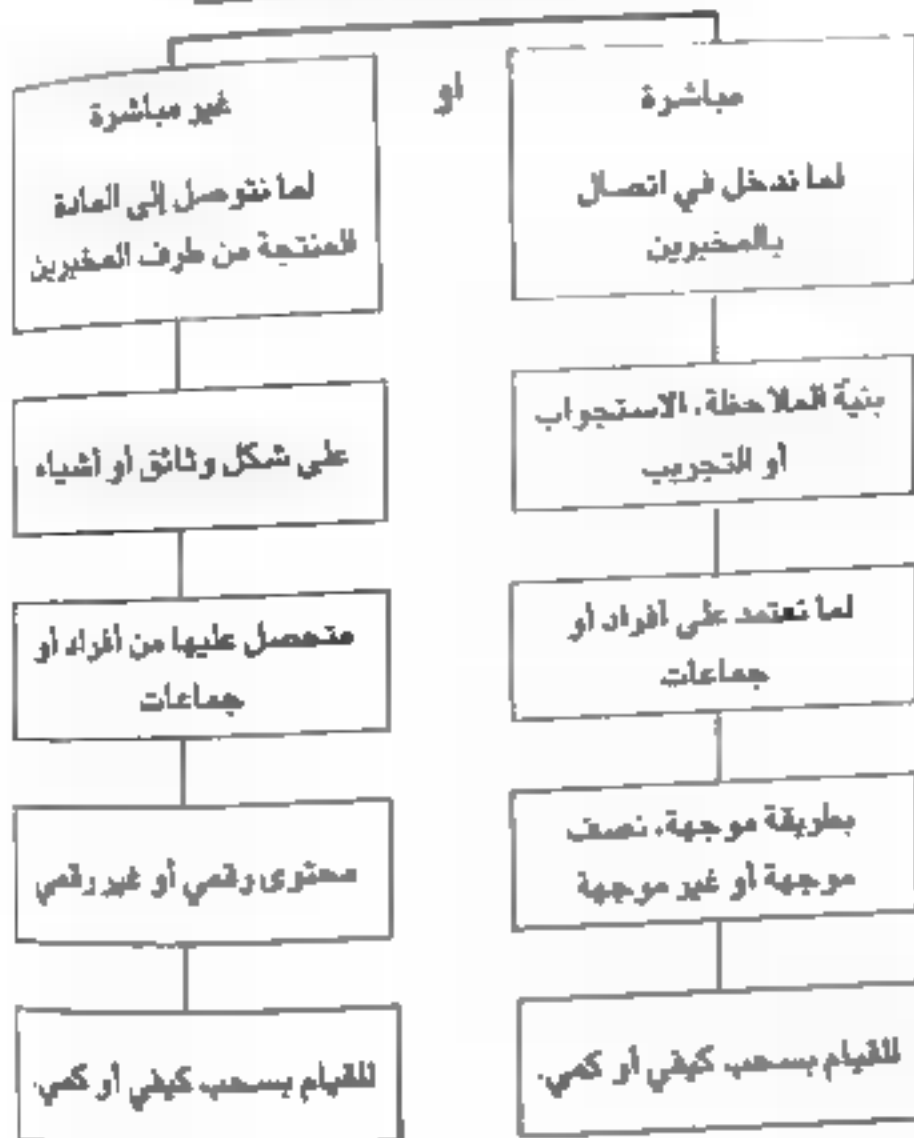 مباشرة
لما ندخل في اتصال
بالمخبرين
بنية الملاحظة، الاستجواب
أو التجريب
لما نعتمد على أفراد أو
جماعات
بطريقة موجهة، نصف
موجهة أو غير موجهة
للقيام بسحب كيفي أو كمي.
او
غير مباشرة
لما نتوصل إلى المادة
المنتجة من طرف المخبرين
على شكل وثائق أو أشياء
متحصل عليها من أفراد أو
جماعات
محتوى رقمي أو غير رقمي
للقيام بسحب كيفي أو كمي.